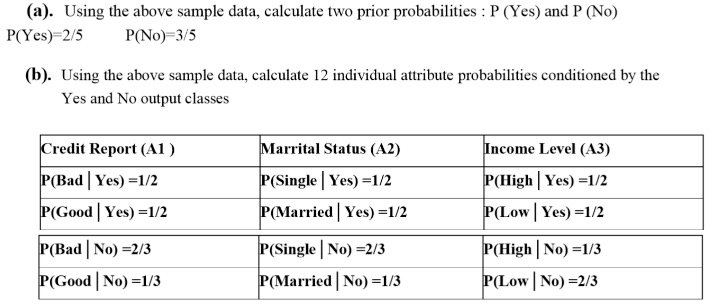 (a). Using the above sample data, calculate two prior probabilities : P (Yes) and P (No)
P(Yes)=2/5 P(No)=3/5
(b). Using the above sample data, calculate 12 individual attribute probabilities conditioned by the
Yes and No output classes
Credit Report (A1 ) Marrital Status (A2) Income Level (A3)
P(Bad | Yes) =1/2 P(Single | Yes) =1/2 P(High | Yes) =1/2
P(Good | Yes) =1/2 P(Married | Yes) =1/2 P(Low | Yes) =1/2
P(Bad | No) =2/3 P(Single | No) =2/3 P(High | No) =1/3
P(Good | No) =1/3 P(Married | No) =1/3 P(Low | No) =2/3